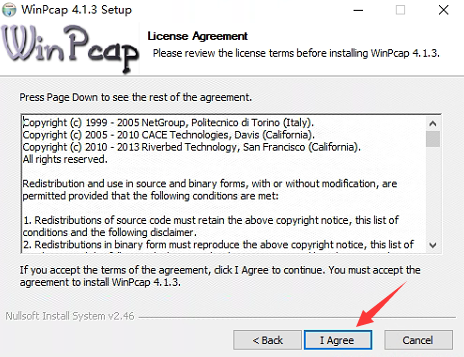 WinPcap 4.1.3 Setup
WinPcap
License Agreement
Please review the license terms before installing WinPcap 4.1.3.
Press Page Down to see the rest of the agreement.
Copyright (c) 1999 - 2005 NetGroup, Politecnico di Torino (Italy).
Copyright (c) 2005 - 2010 CACE Technologies, Davis (California).
Copyright (c) 2010 - 2013 Riverbed Technology, San Francisco (California).
All rights reserved.
Redistribution and use in source and binary forms, with or without modification, are
permitted provided that the following conditions are met:
1. Redistributions of source code must retain the above copyright notice, this list of
conditions and the following disclaimer.
2. Redistributions in binary form must reproduce the above copyright notice, this list of
If you accept the terms of the agreement, click I Agree to continue. You must accept the
agreement to install WinPcap 4.1.3.
Nullsoft Install System v2.46
< Back
I Agree
Cancel